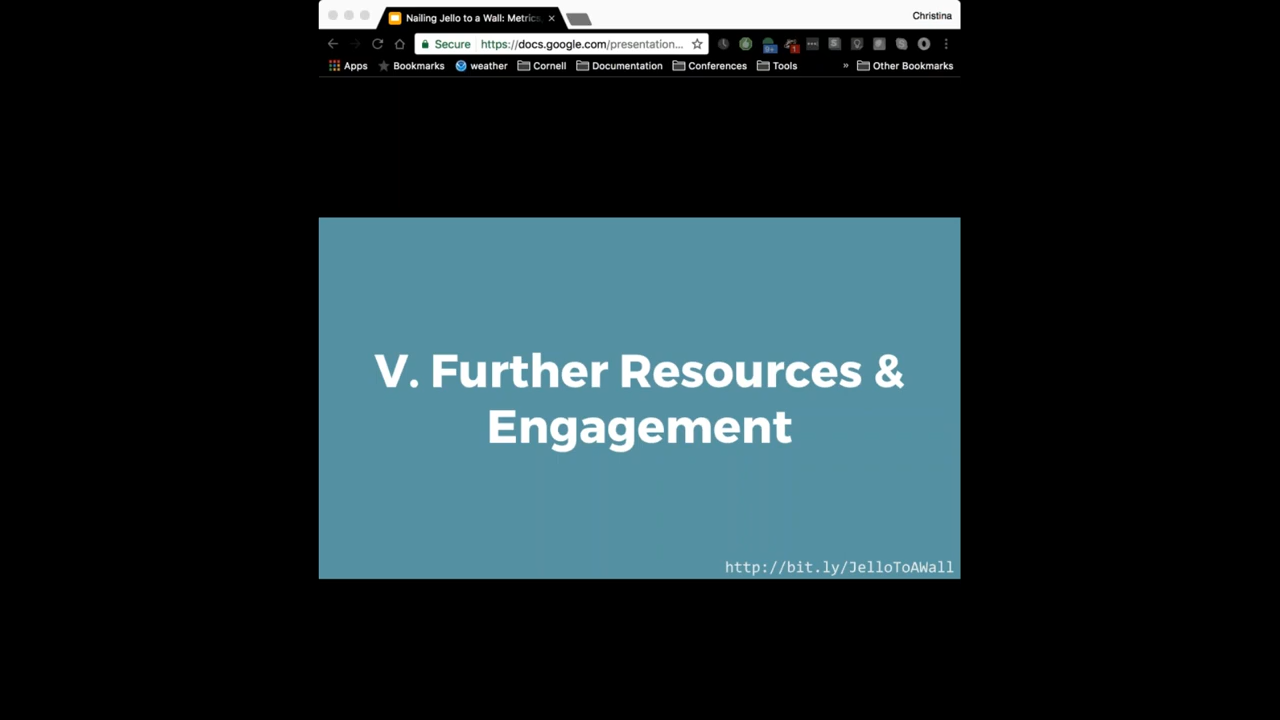 Nailing Jello to a Wall: Metrics,
Christina
Secure https://docs.google.com/presentation...
Apps Bookmarks weather Cornell Documentation Conferences Tools » Other Bookmarks
V. Further Resources &
Engagement
http://bit.ly/JelloToAWall